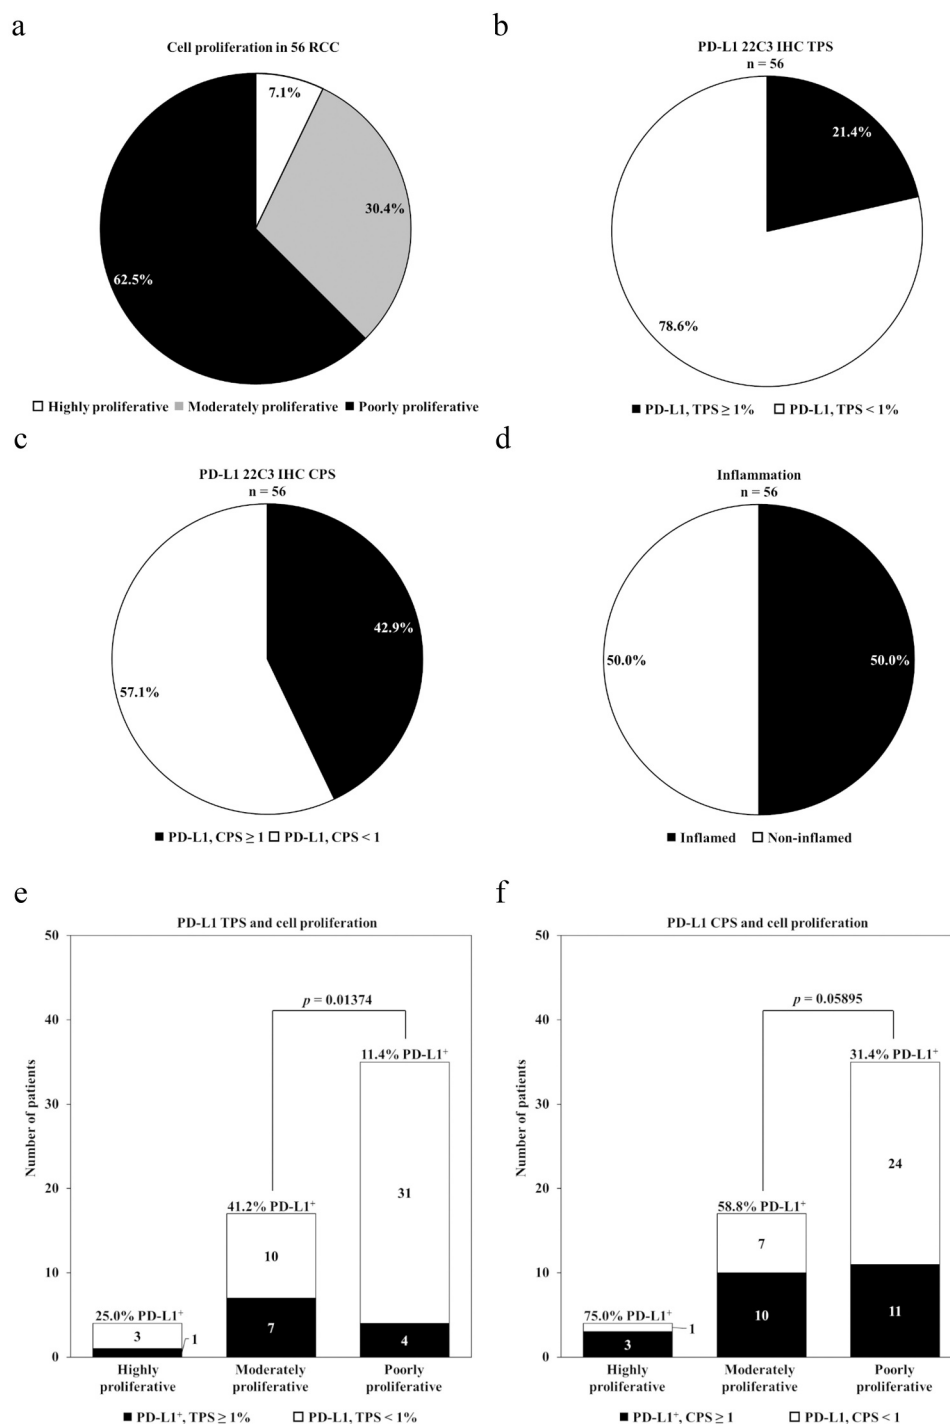 a
Cell proliferation in 56 RCC
7.1%
30.4%
62.5%
Highly proliferative Moderately proliferative Poorly proliferative
b
PD-L1 22C3 IHC TPS
n = 56
21.4%
78.6%
PD-L1, TPS ≥ 1% PD-L1, TPS < 1%
c
PD-L1 22C3 IHC CPS
n = 56
42.9%
57.1%
PD-L1, CPS ≥ 1 PD-L1, CPS < 1
d
Inflammation
n = 56
50.0%
50.0%
Inflamed Non-inflamed
e
PD-L1 TPS and cell proliferation
Number of patients
50
40
30
20
10
0
p = 0.01374
11.4% PD-L1⁺
31
4
41.2% PD-L1⁺
10
7
25.0% PD-L1⁺
3
1
Highly proliferative
Moderately proliferative
Poorly proliferative
PD-L1⁺, TPS ≥ 1% PD-L1, TPS < 1%
f
PD-L1 CPS and cell proliferation
Number of patients
50
40
30
20
10
0
p = 0.05895
31.4% PD-L1⁺
24
11
58.8% PD-L1⁺
7
10
75.0% PD-L1⁺
1
3
Highly proliferative
Moderately proliferative
Poorly proliferative
PD-L1⁺, CPS ≥ 1 PD-L1, CPS < 1